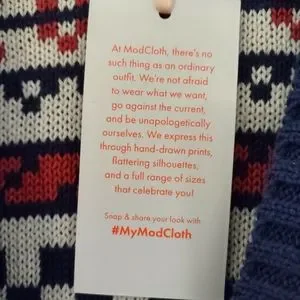 At ModCloth, there's no
such thing as an ordinary
outfit. We're not afraid
to wear what we want,
go against the current,
and be unapologetically
ourselves. We express this
through hand-drawn prints,
flattering silhouettes,
and a full range of sizes
that celebrate you!
Snap & share your look with
#MyModCloth